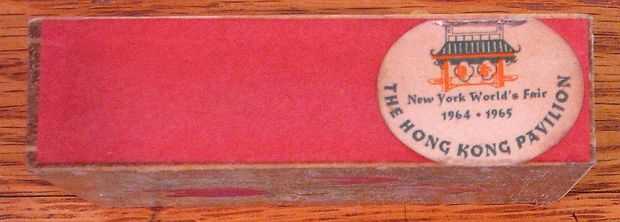 New York World's Fair
1964 • 1965
THE HONG KONG PAVILION